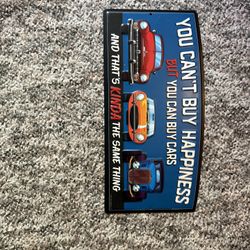 YOU CAN'T BUY HAPPINESS
BUT YOU CAN BUY CARS
AND THAT'S KINDA THE SAME THING